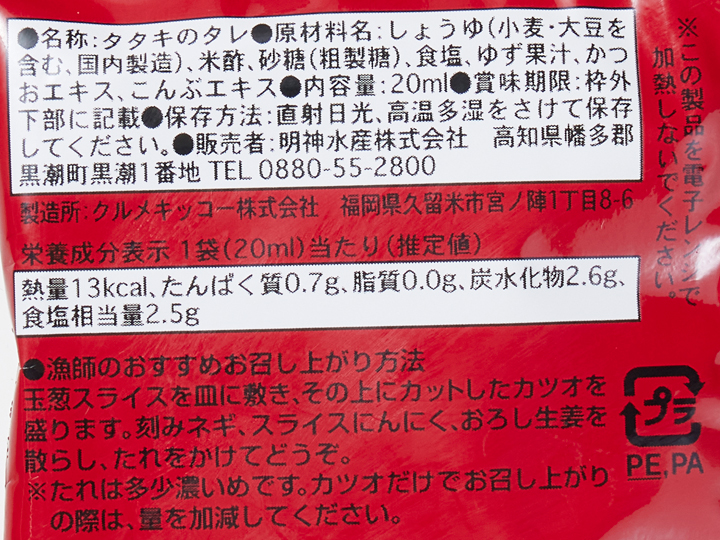 ●名称:タタキのタレ●原材料名:しょうゆ(小麦・大豆を
含む、国内製造)、米酢、砂糖(粗製糖)、食塩、ゆず果汁、かつ
おエキス、こんぶエキス●内容量:20ml●賞味期限:枠外
下部に記載●保存方法:直射日光、高温多湿をさけて保存
してください。●販売者:明神水産株式会社 高知県幡多郡
黒潮町黒潮1番地 TEL 0880-55-2800
製造所:クルメキッコー株式会社 福岡県久留米市宮ノ陣1丁目8-6
栄養成分表示 1袋(20ml)当たり(推定値)
熱量13kcal、たんぱく質0.7g、脂質0.0g、炭水化物2.6g、
食塩相当量2.5g
●漁師のおすすめお召し上がり方法
玉葱スライスを皿に敷き、その上にカットしたカツオを
盛ります。刻みネギ、スライスにんにく、おろし生姜を
散らし、たれをかけてどうぞ。
※たれは多少濃いめです。カツオだけでお召し上がり
の際は、量を加減してください。
※この製品を電子レンジで
加熱しないでください。
プラ
PE,PA